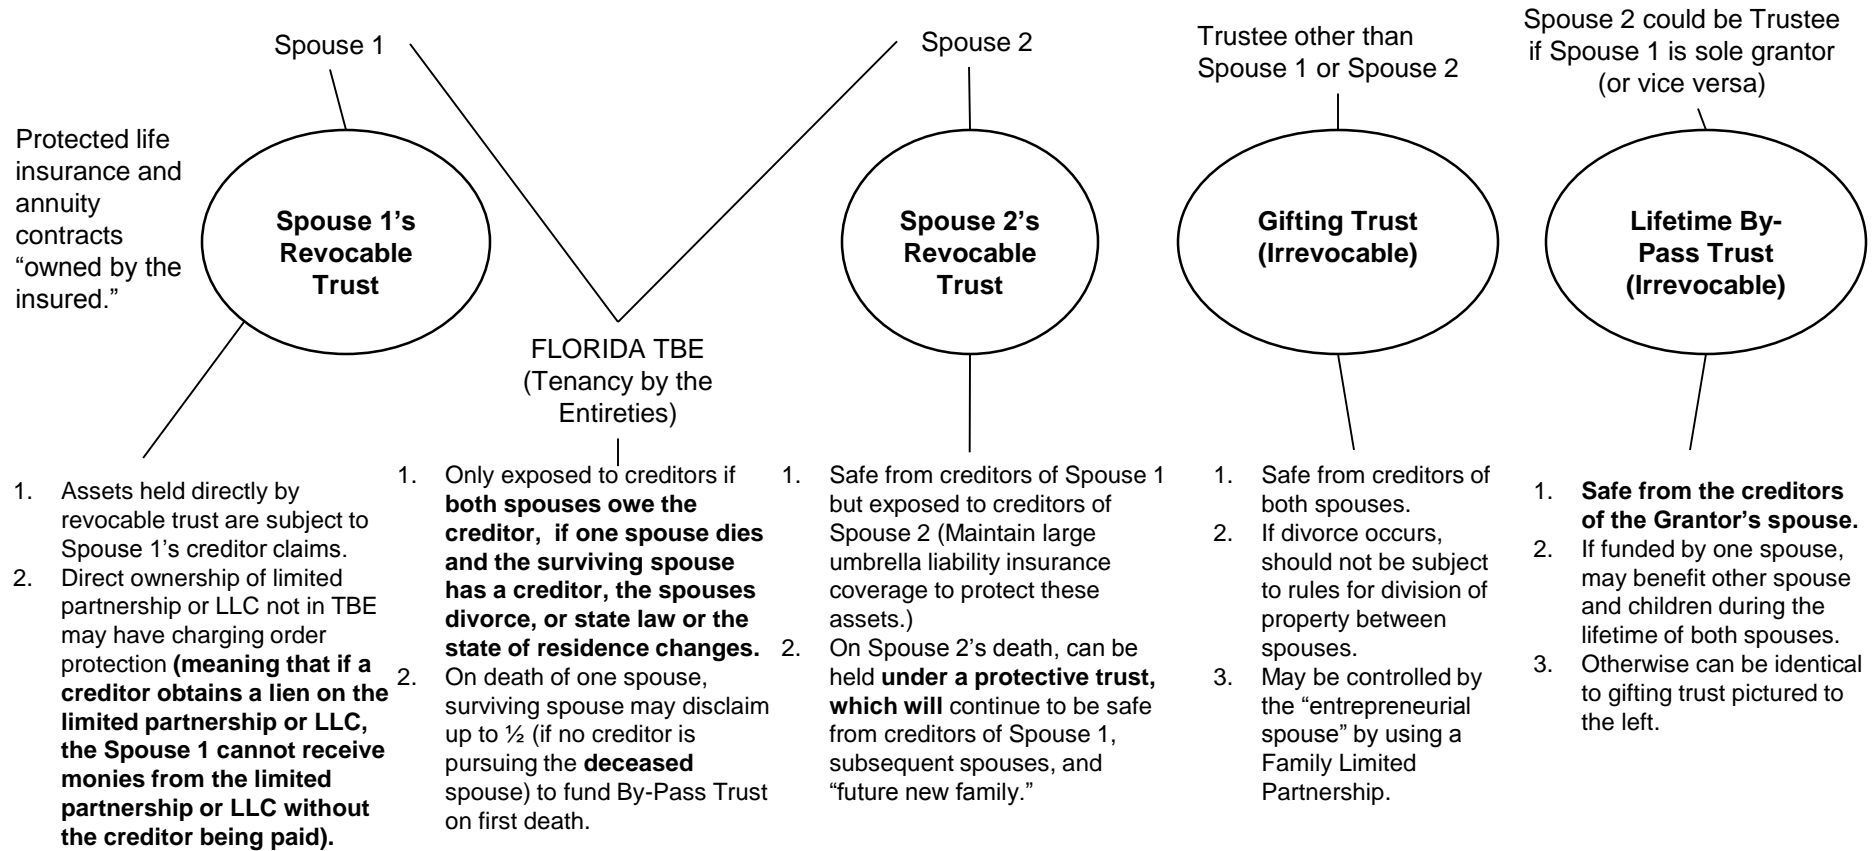 Spouse 1
Spouse 2
Trustee other than
Spouse 1 or Spouse 2
Spouse 2 could be Trustee
if Spouse 1 is sole grantor
(or vice versa)
Protected life
insurance and
annuity
contracts
“owned by the
insured.”
Spouse 1’s
Revocable
Trust
Spouse 2’s
Revocable
Trust
Gifting Trust
(Irrevocable)
Lifetime By-
Pass Trust
(Irrevocable)
FLORIDA TBE
(Tenancy by the
Entireties)
1. Assets held directly by
revocable trust are subject to
Spouse 1’s creditor claims.
2. Direct ownership of limited
partnership or LLC not in TBE
may have charging order
protection (meaning that if a
creditor obtains a lien on the
limited partnership or LLC,
the Spouse 1 cannot receive
monies from the limited
partnership or LLC without
the creditor being paid).
1. Only exposed to creditors if
both spouses owe the
creditor, if one spouse dies
and the surviving spouse
has a creditor, the spouses
divorce, or state law or the
state of residence changes.
2. On death of one spouse,
surviving spouse may disclaim
up to ½ (if no creditor is
pursuing the deceased
spouse) to fund By-Pass Trust
on first death.
1. Safe from creditors of Spouse 1
but exposed to creditors of
Spouse 2 (Maintain large
umbrella liability insurance
coverage to protect these
assets.)
2. On Spouse 2’s death, can be
held under a protective trust,
which will continue to be safe
from creditors of Spouse 1,
subsequent spouses, and
“future new family.”
1. Safe from creditors of
both spouses.
2. If divorce occurs,
should not be subject
to rules for division of
property between
spouses.
3. May be controlled by
the “entrepreneurial
spouse” by using a
Family Limited
Partnership.
1. Safe from the creditors
of the Grantor’s spouse.
2. If funded by one spouse,
may benefit other spouse
and children during the
lifetime of both spouses.
3. Otherwise can be identical
to gifting trust pictured to
the left.